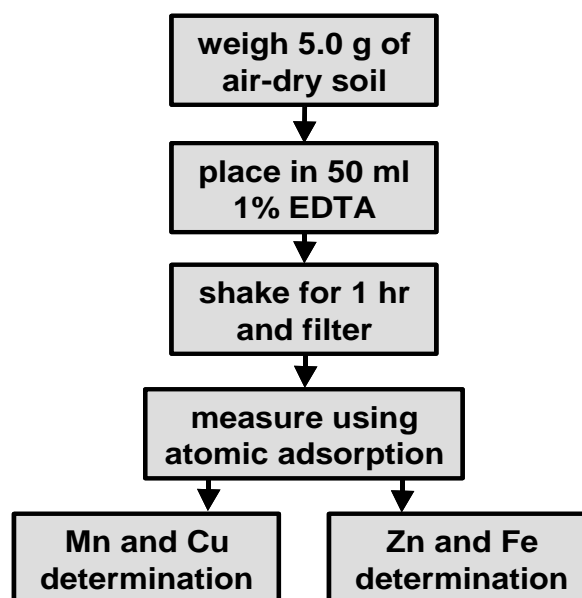 weigh 5.0 g of
air-dry soil
place in 50 ml
1% EDTA
shake for 1 hr
and filter
measure using
atomic adsorption
Mn and Cu
determination
Zn and Fe
determination